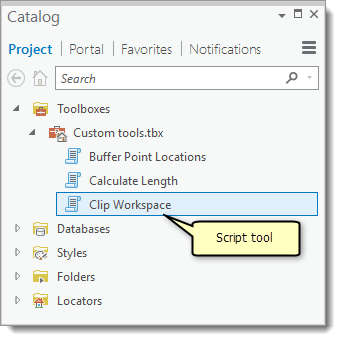 Catalog
Project | Portal | Favorites | Notifications
Search
Toolboxes
Custom tools.tbx
Buffer Point Locations
Calculate Length
Clip Workspace
Script tool
Databases
Styles
Folders
Locators